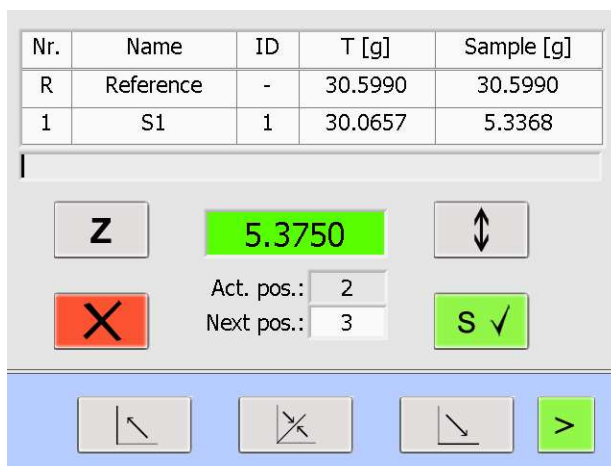 Nr. Name ID T [g] Sample [g]
R Reference - 30.5990 30.5990
1 S1 1 30.0657 5.3368
Z 5.3750
Act. pos.: 2
Next pos.: 3
S √
>